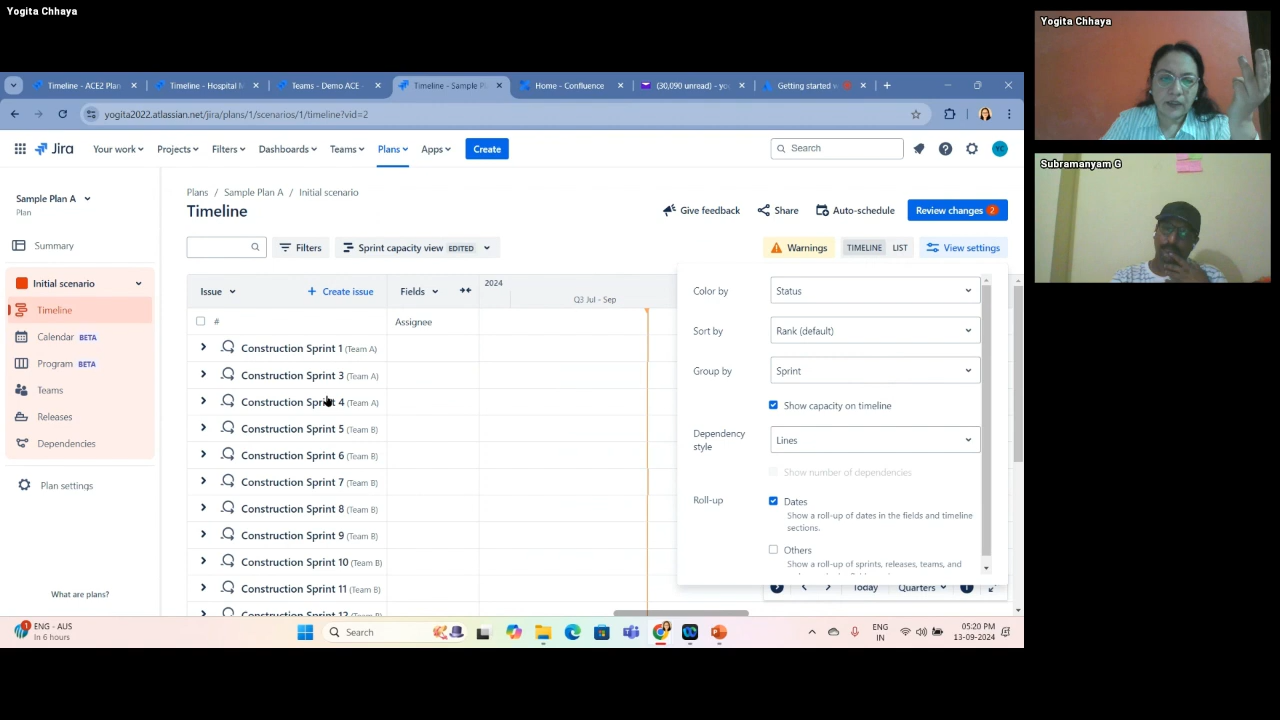 Yogita Chhaya
Yogita Chhaya
Subramanyam G
Timeline - ACE2 Plan
Timeline - Hospital M
Teams - Demo ACE -
Timeline - Sample Pl
Home - Confluence
(30,090 unread) - yo
Getting started w
yogita2022.atlassian.net/jira/plans/1/scenarios/1/timeline?vid=2
Jira
Your work
Projects
Filters
Dashboards
Teams
Plans
Apps
Create
Search
YC
Sample Plan A
Plan
Summary
Initial scenario
Timeline
Calendar BETA
Program BETA
Teams
Releases
Dependencies
Plan settings
What are plans?
Plans / Sample Plan A / Initial scenario
Timeline
Give feedback
Share
Auto-schedule
Review changes 2
Filters
Sprint capacity view EDITED
Warnings
TIMELINE
LIST
View settings
Issue
+ Create issue
Fields
2024
Q3 Jul - Sep
#
Assignee
Construction Sprint 1 (Team A)
Construction Sprint 3 (Team A)
Construction Sprint 4 (Team A)
Construction Sprint 5 (Team B)
Construction Sprint 6 (Team B)
Construction Sprint 7 (Team B)
Construction Sprint 8 (Team B)
Construction Sprint 9 (Team B)
Construction Sprint 10 (Team B)
Construction Sprint 11 (Team B)
Construction Sprint 12
Color by
Status
Sort by
Rank (default)
Group by
Sprint
Show capacity on timeline
Dependency
style
Lines
Show number of dependencies
Roll-up
Dates
Show a roll-up of dates in the fields and timeline
sections.
Others
Show a roll-up of sprints, releases, teams, and
Today
Quarters
ENG - AUS
In 6 hours
Search
ENG
IN
05:20 PM
13-09-2024